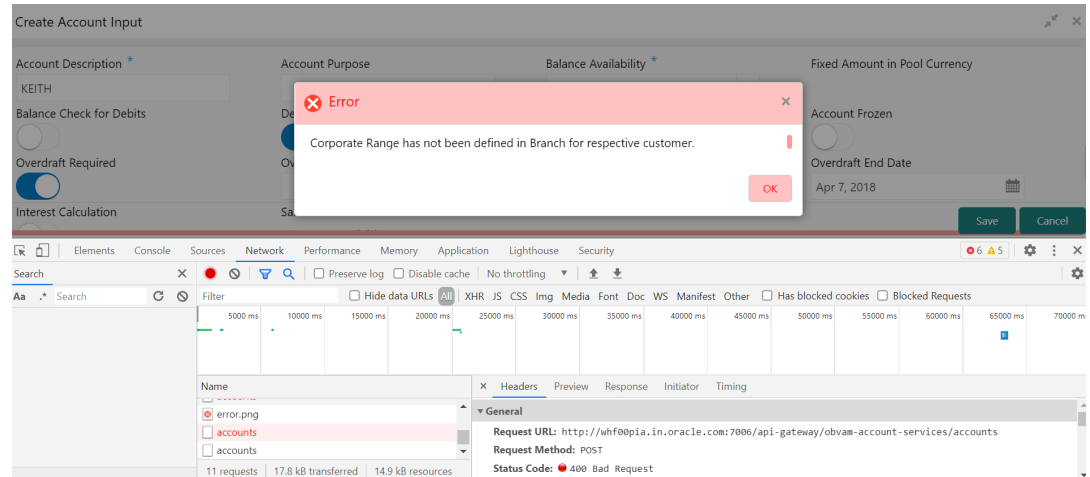 Create Account Input
Account Description *
Account Purpose
Balance Availability *
Fixed Amount in Pool Currency
KEITH
Error
Balance Check for Debits
De
Account Frozen
Corporate Range has not been defined in Branch for respective customer.
Overdraft Required
Ov
Overdraft End Date
OK
Apr 7, 2018
Interest Calculation
Sa
Save
Cancel
Elements Console Sources Network Performance Memory Application Lighthouse Security
6 5
Search
Preserve log Disable cache No throttling
Aa .* Search
Filter Hide data URLs All XHR JS CSS Img Media Font Doc WS Manifest Other Has blocked cookies Blocked Requests
5000 ms 10000 ms 15000 ms 20000 ms 25000 ms 30000 ms 35000 ms 40000 ms 45000 ms 50000 ms 55000 ms 60000 ms 65000 ms 70000 m
Name
Headers Preview Response Initiator Timing
error.png
General
accounts
Request URL: http://whf00pia.in.oracle.com:7006/api-gateway/obvam-account-services/accounts
accounts
Request Method: POST
11 requests 17.8 kB transferred 14.9 kB resources
Status Code: 400 Bad Request